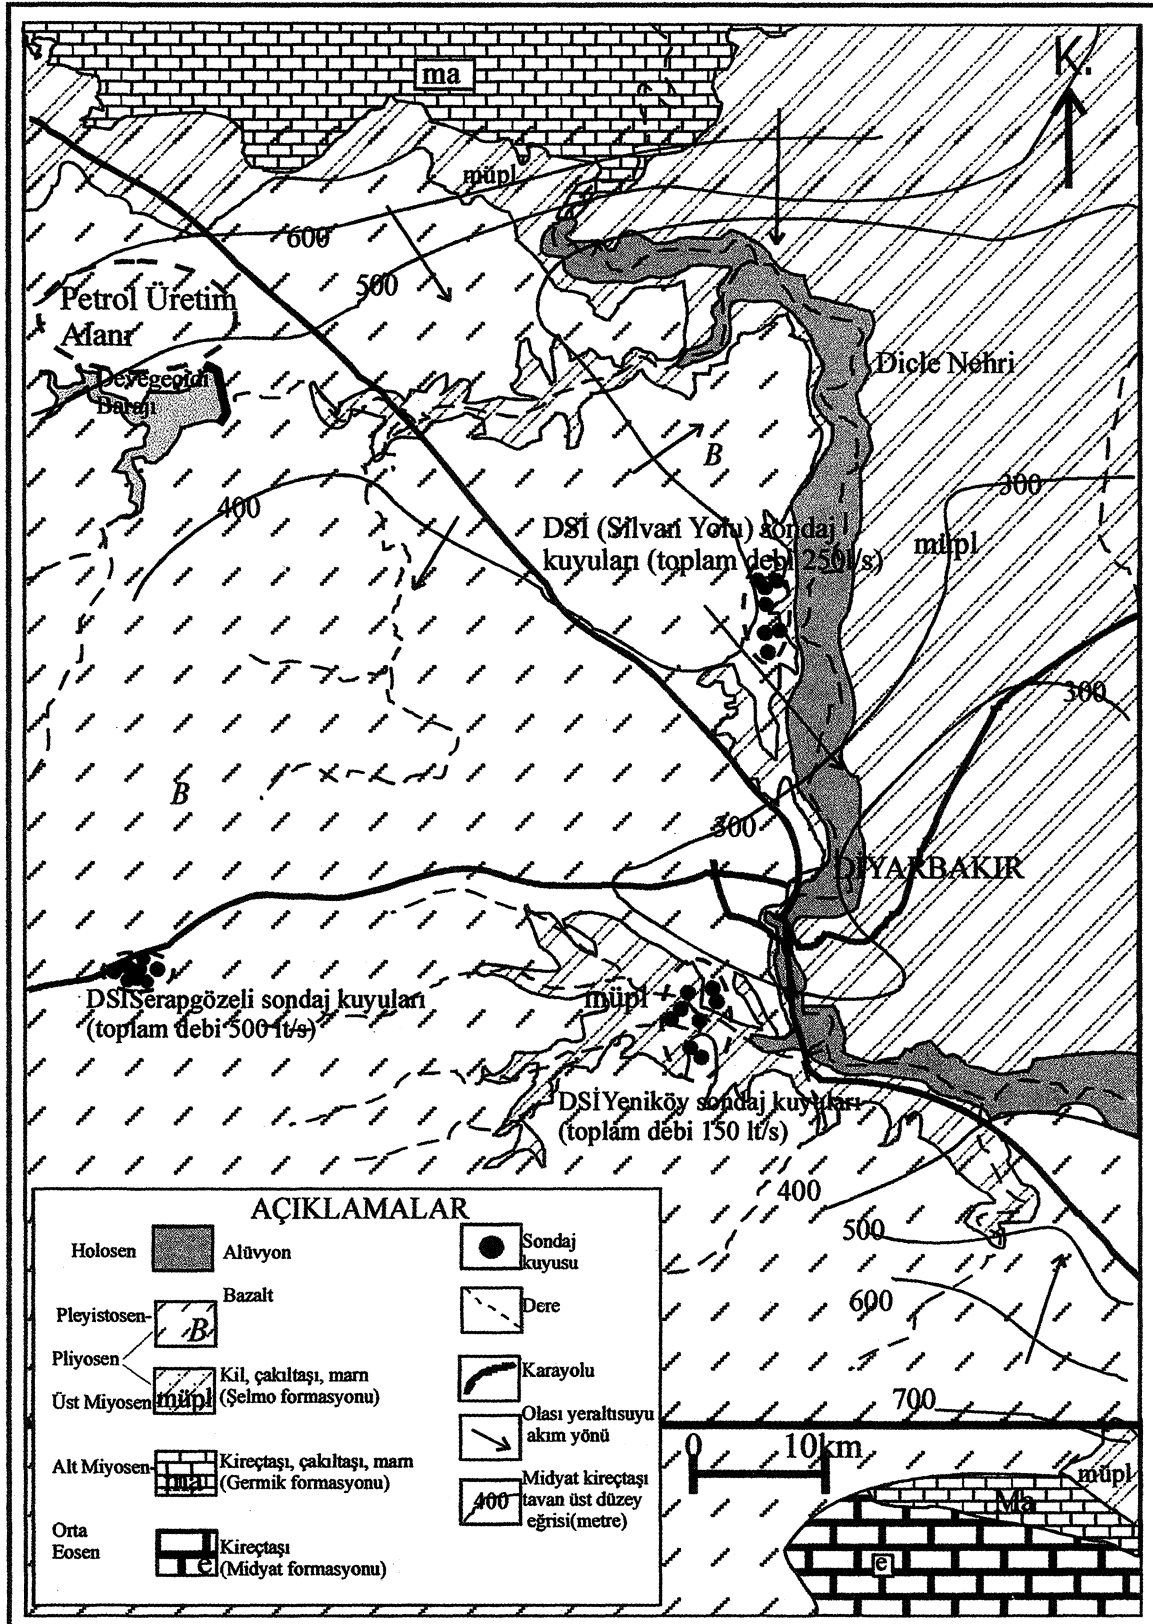 ma
K.
müpl
600
500
Petrol Üretim
Alanı
Devegeçidi
Barajı
Dicle Nehri
B
400
300
DSİ (Silvan Yolu) sondaj
kuyuları (toplam debi 250lt/s)
müpl
300
B
300
DİYARBAKIR
DSİSerapgözeli sondaj kuyuları
(toplam debi 500 lt/s)
müpl
DSİYeniköy sondaj kuyuları
(toplam debi 150 lt/s)
400
500
600
700
AÇIKLAMALAR
Holosen
Alüvyon
Pleyistosen
B
Bazalt
Pliyosen
Üst Miyosen
müpl
Kil, çakıltaşı, marn
(Şelmo formasyonu)
Alt Miyosen
ma
Kireçtaşı, çakıltaşı, marn
(Germik formasyonu)
Orta
Eosen
e
Kireçtaşı
(Midyat formasyonu)
Sondaj
kuyusu
Dere
Karayolu
Olası yeraltısuyu
akım yönü
400
Midyat kireçtaşı
tavan üst düzey
eğrisi(metre)
0
10km
müpl
Ma
e